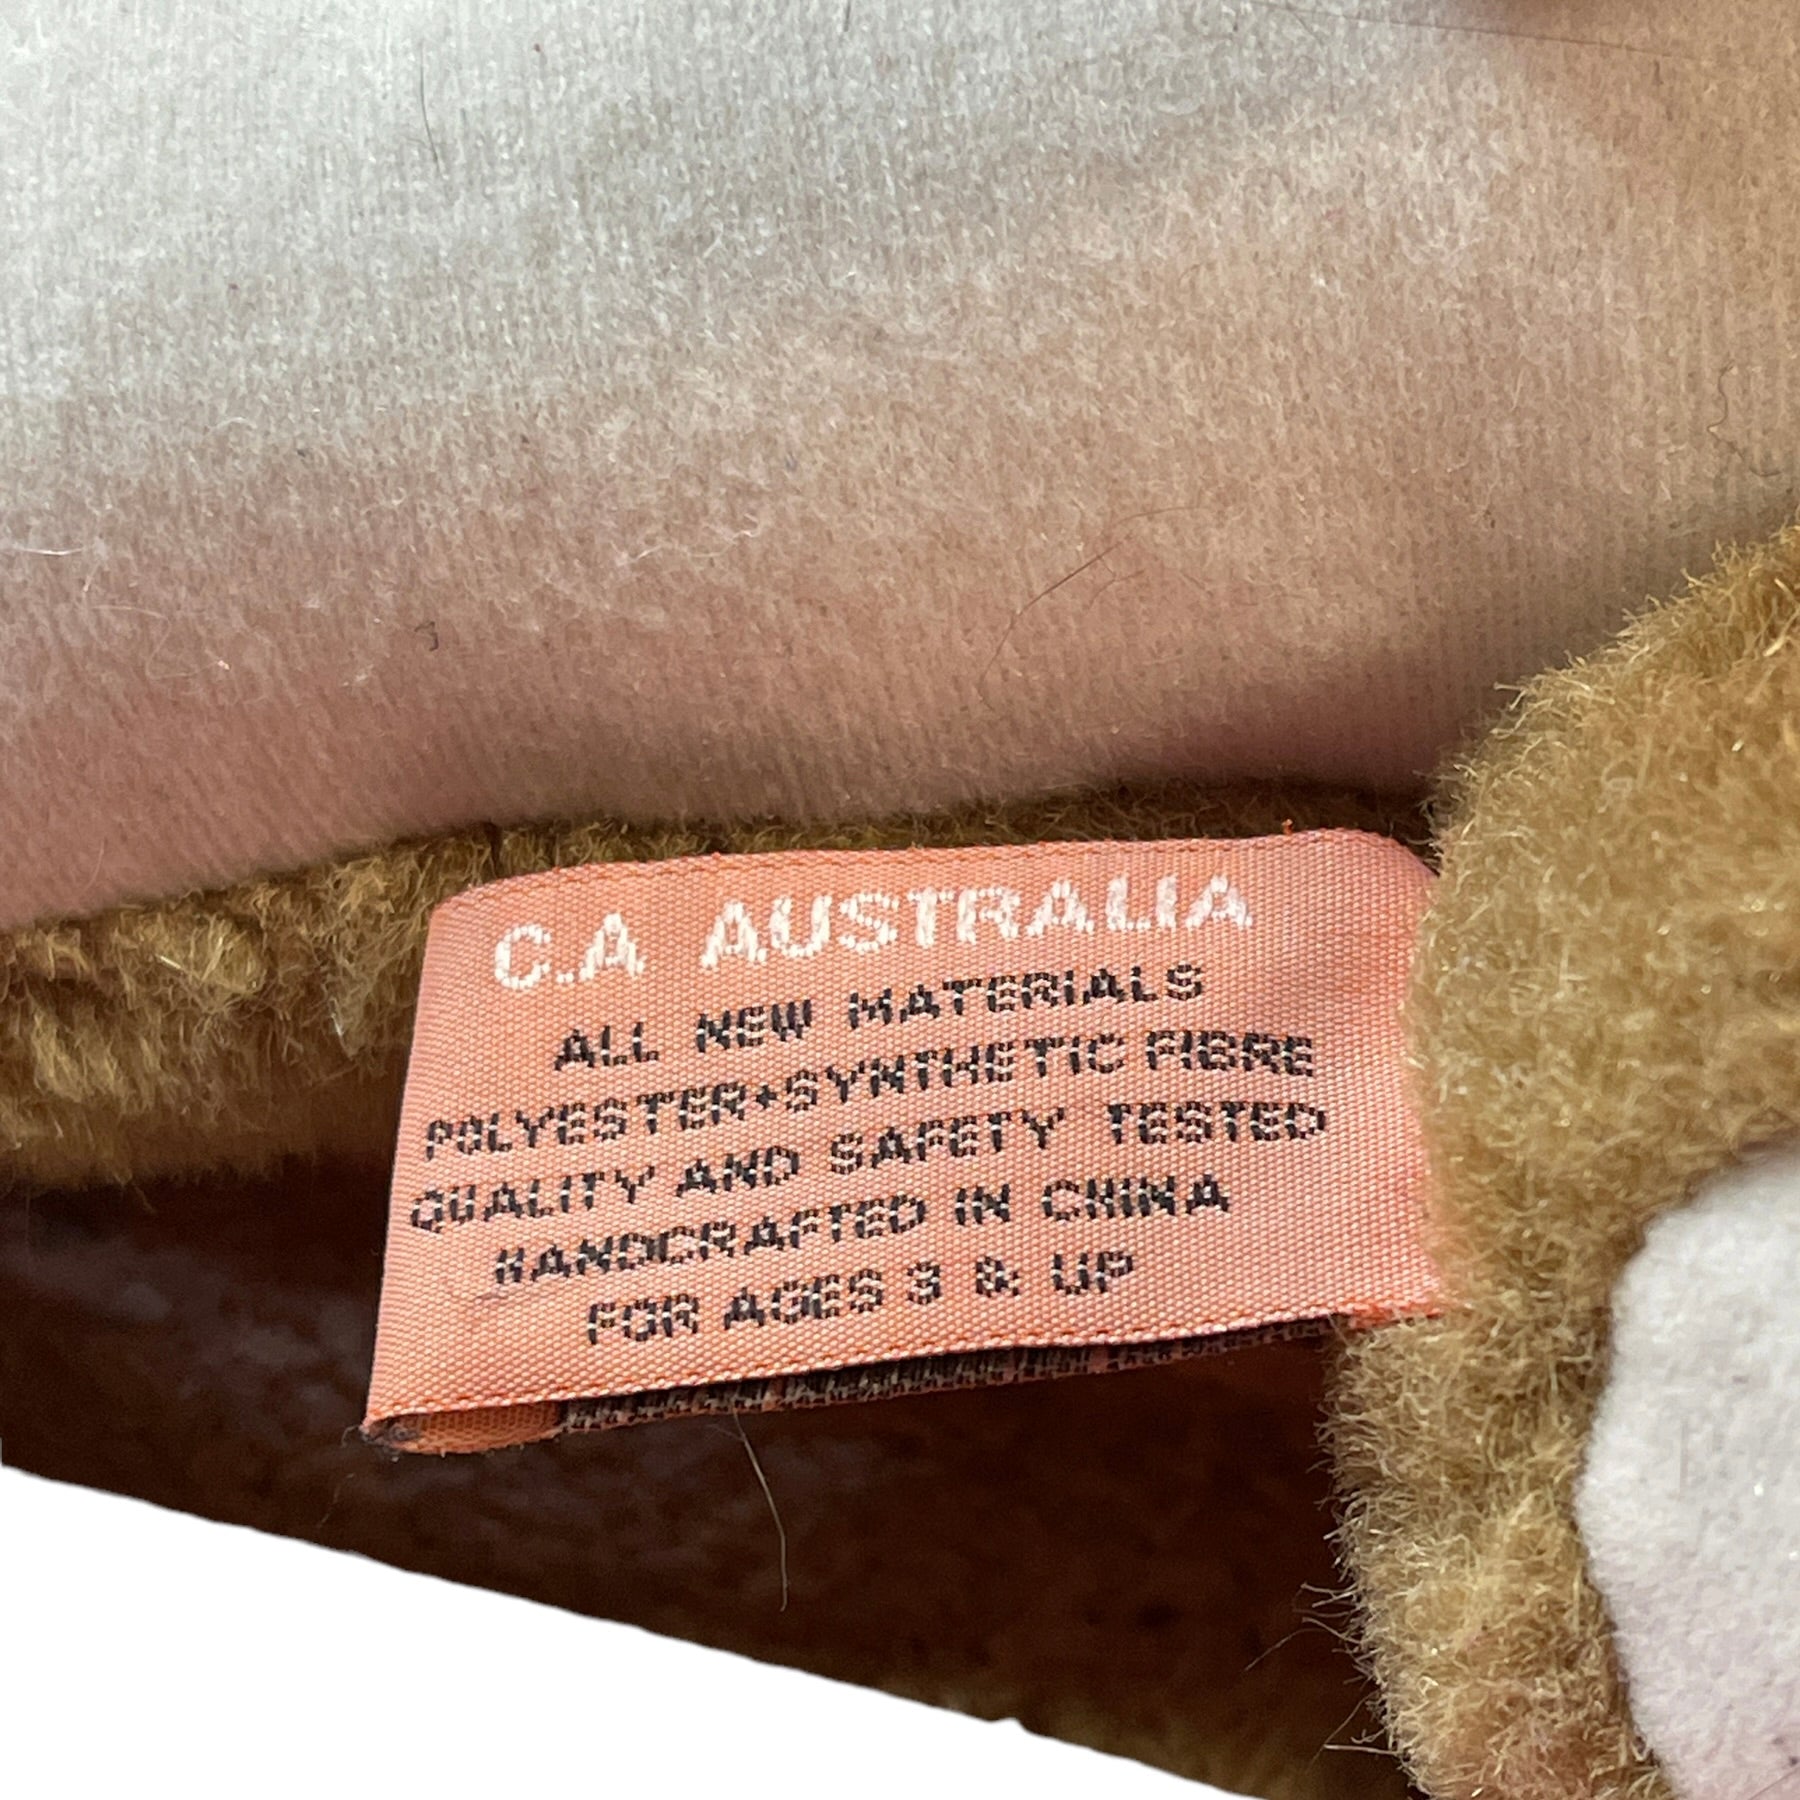 C.A AUSTRALIA
ALL NEW MATERIALS
POLYESTER+SYNTHETIC FIBRE
QUALITY AND SAFETY TESTED
HANDCRAFTED IN CHINA
FOR AGES 3 & UP